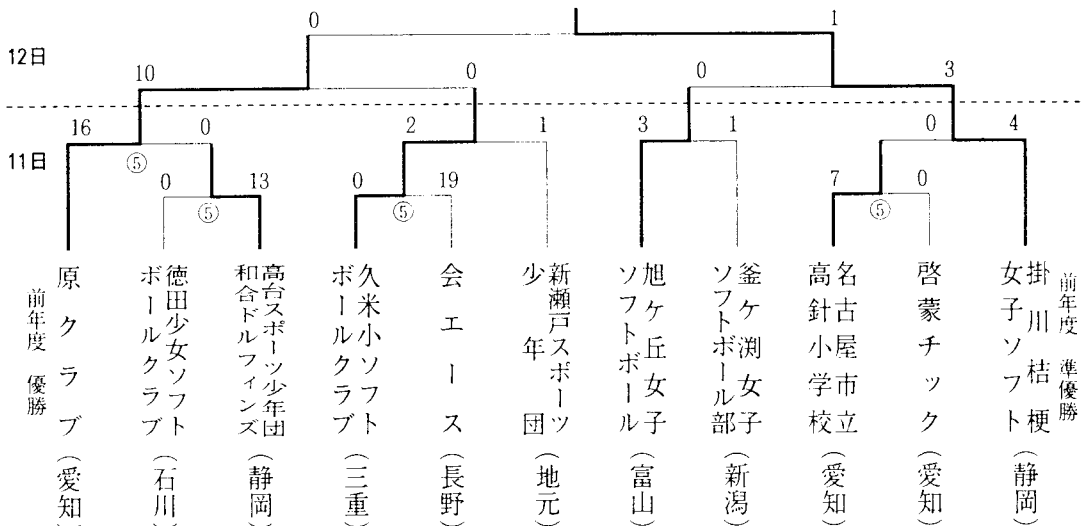 0 1
12日
10 0 0 3
16 0 2 1 3 1 0 4
11日
⑤ 0 13 0 19 7 0
⑤ ⑤ ⑤
前年度 優勝
原クラブ（愛知）
徳田少女ソフト
ボールクラブ（石川）
高台スポーツ少年団
和合ドルフィンズ（静岡）
久米小ソフト
ボールクラブ（三重）
会エース（長野）
新瀬戸スポーツ
少年団（地元）
旭ケ丘女子
ソフトボール（富山）
釜ケ渕女子
ソフトボール部（新潟）
名古屋市立
高針小学校（愛知）
啓蒙チック（愛知）
掛川桔梗
女子ソフト（静岡）
前年度 準優勝